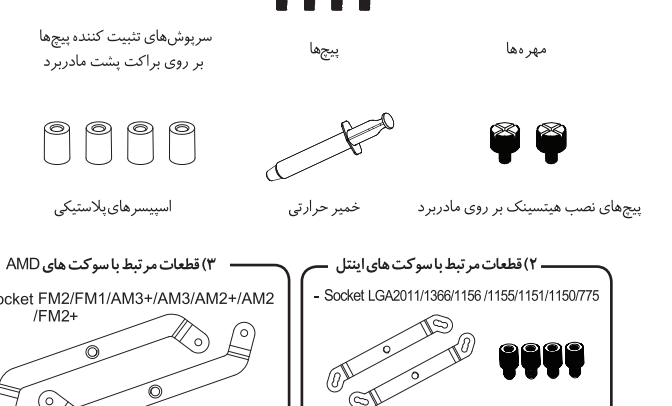 مهره‌ها
پیچ‌ها
سرپوش‌های تثبیت کننده پیچ‌ها
بر روی براکت پشت مادربرد
پیچ‌های نصب هیتسینک بر روی مادربرد
خمیر حرارتی
اسپیسرهای‌پلاستیکی
۲) قطعات مرتبط با سوکت های اینتل
- Socket LGA2011/1366/1156 /1155/1151/1150/775
۳) قطعات مرتبط با سوکت های AMD
ocket FM2/FM1/AM3+/AM3/AM2+/AM2
/FM2+